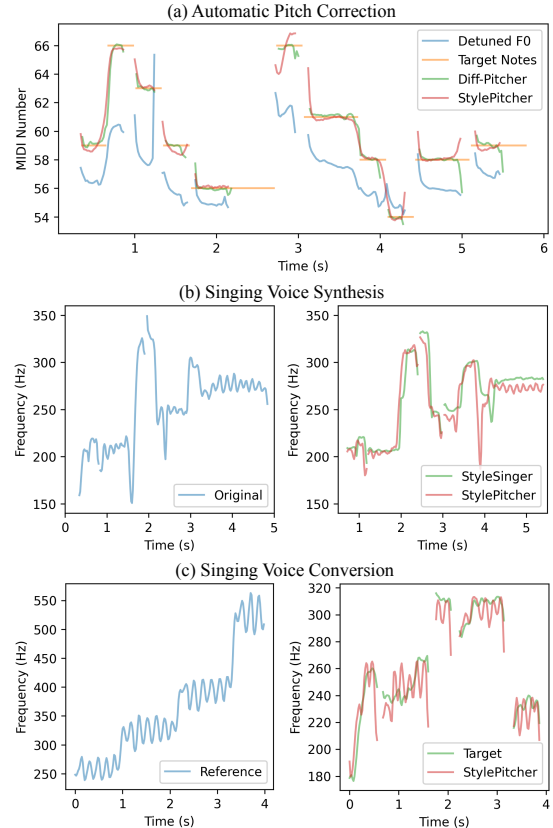 (a) Automatic Pitch Correction
MIDI Number
66
64
62
60
58
56
54
Detuned F0
Target Notes
Diff-Pitcher
StylePitcher
1 2 3 4 5 6
Time (s)
(b) Singing Voice Synthesis
Frequency (Hz)
350
300
250
200
150
Original
0 1 2 3 4 5
Time (s)
Frequency (Hz)
350
300
250
200
150
StyleSinger
StylePitcher
1 2 3 4 5
Time (s)
(c) Singing Voice Conversion
Frequency (Hz)
550
500
450
400
350
300
250
Reference
0 1 2 3 4
Time (s)
Frequency (Hz)
320
300
280
260
240
220
200
180
Target
StylePitcher
0 1 2 3 4
Time (s)